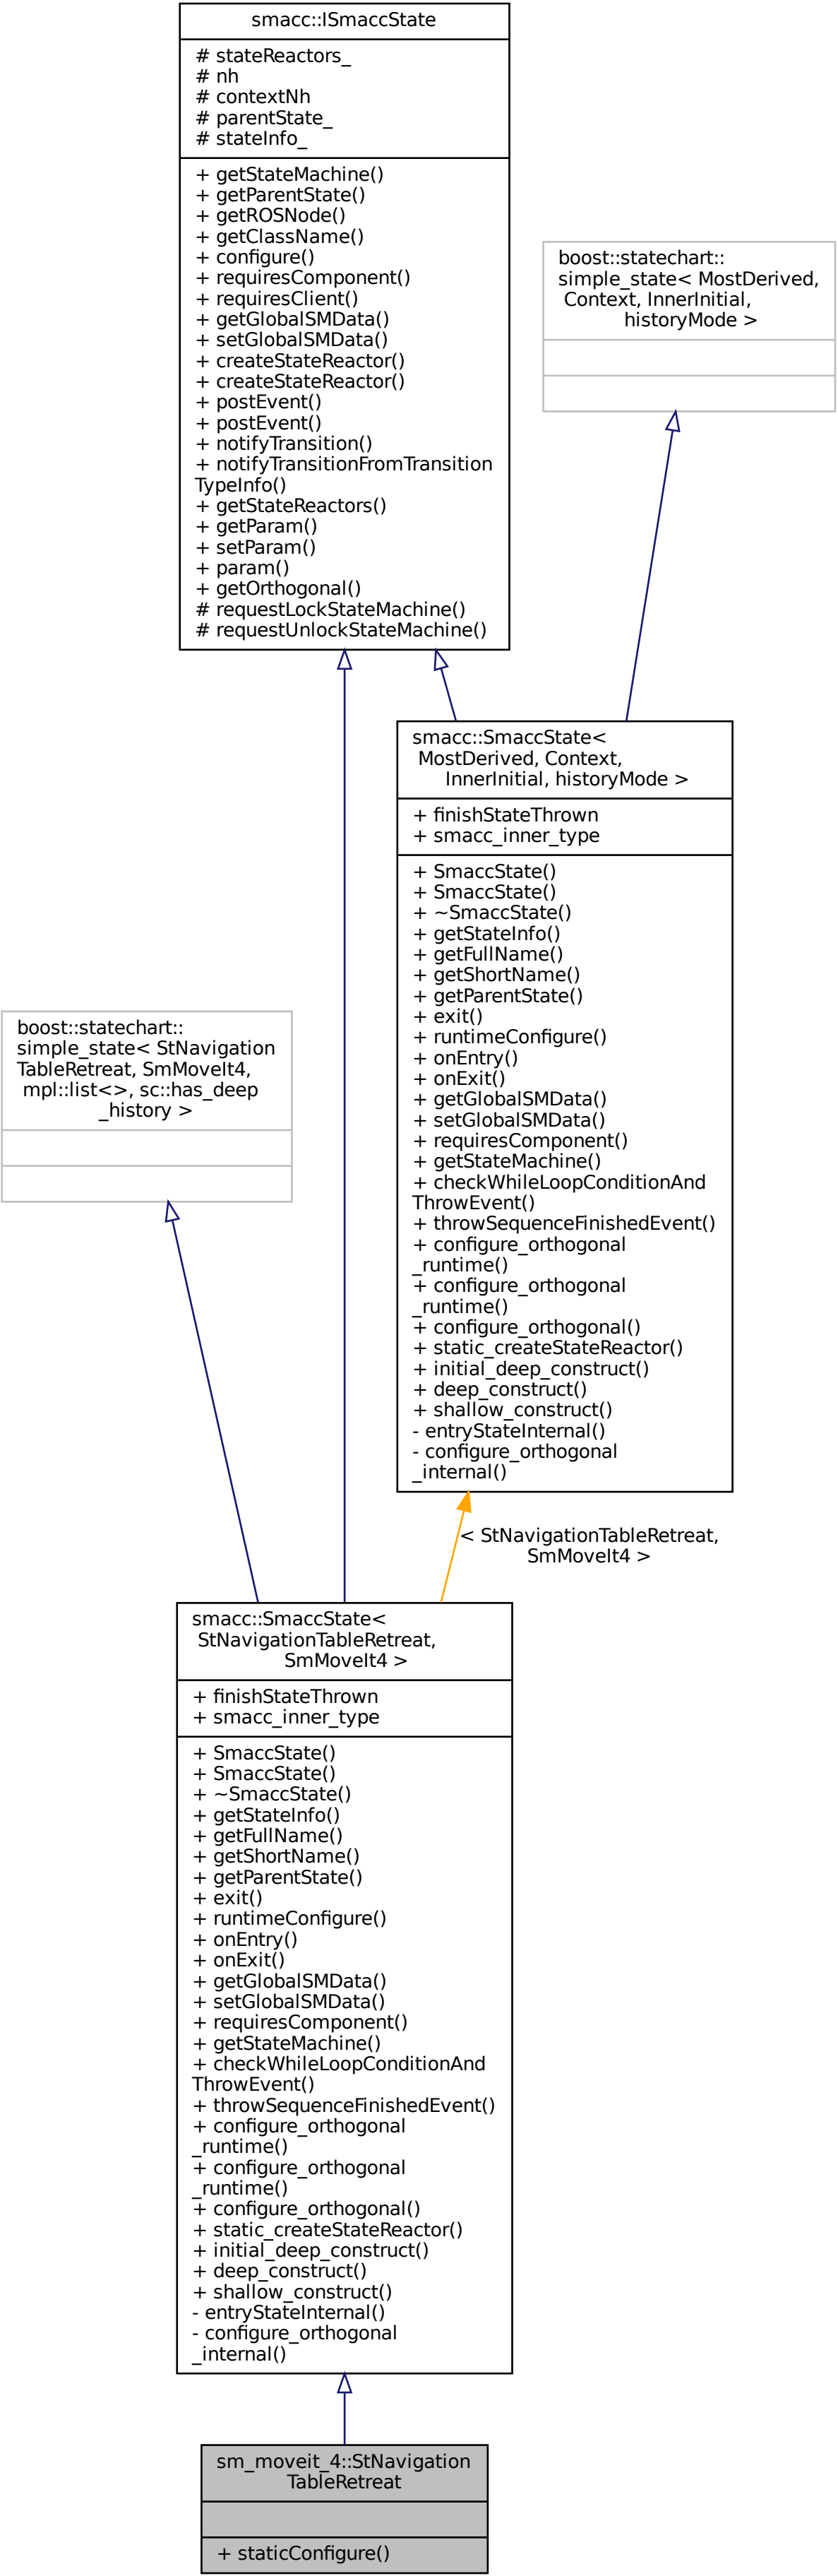 smacc::ISmaccState
# stateReactors_
# nh
# contextNh
# parentState_
# stateInfo_
+ getStateMachine()
+ getParentState()
+ getROSNode()
+ getClassName()
+ configure()
+ requiresComponent()
+ requiresClient()
+ getGlobalSMData()
+ setGlobalSMData()
+ createStateReactor()
+ createStateReactor()
+ postEvent()
+ postEvent()
+ notifyTransition()
+ notifyTransitionFromTransition
TypeInfo()
+ getStateReactors()
+ getParam()
+ setParam()
+ param()
+ getOrthogonal()
# requestLockStateMachine()
# requestUnlockStateMachine()
boost::statechart::
simple_state< MostDerived,
Context, InnerInitial,
historyMode >
smacc::SmaccState<
MostDerived, Context,
InnerInitial, historyMode >
+ finishStateThrown
+ smacc_inner_type
+ SmaccState()
+ SmaccState()
+ ~SmaccState()
+ getStateInfo()
+ getFullName()
+ getShortName()
+ getParentState()
+ exit()
+ runtimeConfigure()
+ onEntry()
+ onExit()
+ getGlobalSMData()
+ setGlobalSMData()
+ requiresComponent()
+ getStateMachine()
+ checkWhileLoopConditionAnd
ThrowEvent()
+ throwSequenceFinishedEvent()
+ configure_orthogonal
_runtime()
+ configure_orthogonal
_runtime()
+ configure_orthogonal()
+ static_createStateReactor()
+ initial_deep_construct()
+ deep_construct()
+ shallow_construct()
- entryStateInternal()
- configure_orthogonal
_internal()
boost::statechart::
simple_state< StNavigation
TableRetreat, SmMoveIt4,
mpl::list<>, sc::has_deep
_history >
< StNavigationTableRetreat,
SmMoveIt4 >
smacc::SmaccState<
StNavigationTableRetreat,
SmMoveIt4 >
+ finishStateThrown
+ smacc_inner_type
+ SmaccState()
+ SmaccState()
+ ~SmaccState()
+ getStateInfo()
+ getFullName()
+ getShortName()
+ getParentState()
+ exit()
+ runtimeConfigure()
+ onEntry()
+ onExit()
+ getGlobalSMData()
+ setGlobalSMData()
+ requiresComponent()
+ getStateMachine()
+ checkWhileLoopConditionAnd
ThrowEvent()
+ throwSequenceFinishedEvent()
+ configure_orthogonal
_runtime()
+ configure_orthogonal
_runtime()
+ configure_orthogonal()
+ static_createStateReactor()
+ initial_deep_construct()
+ deep_construct()
+ shallow_construct()
- entryStateInternal()
- configure_orthogonal
_internal()
sm_moveit_4::StNavigation
TableRetreat
+ staticConfigure()